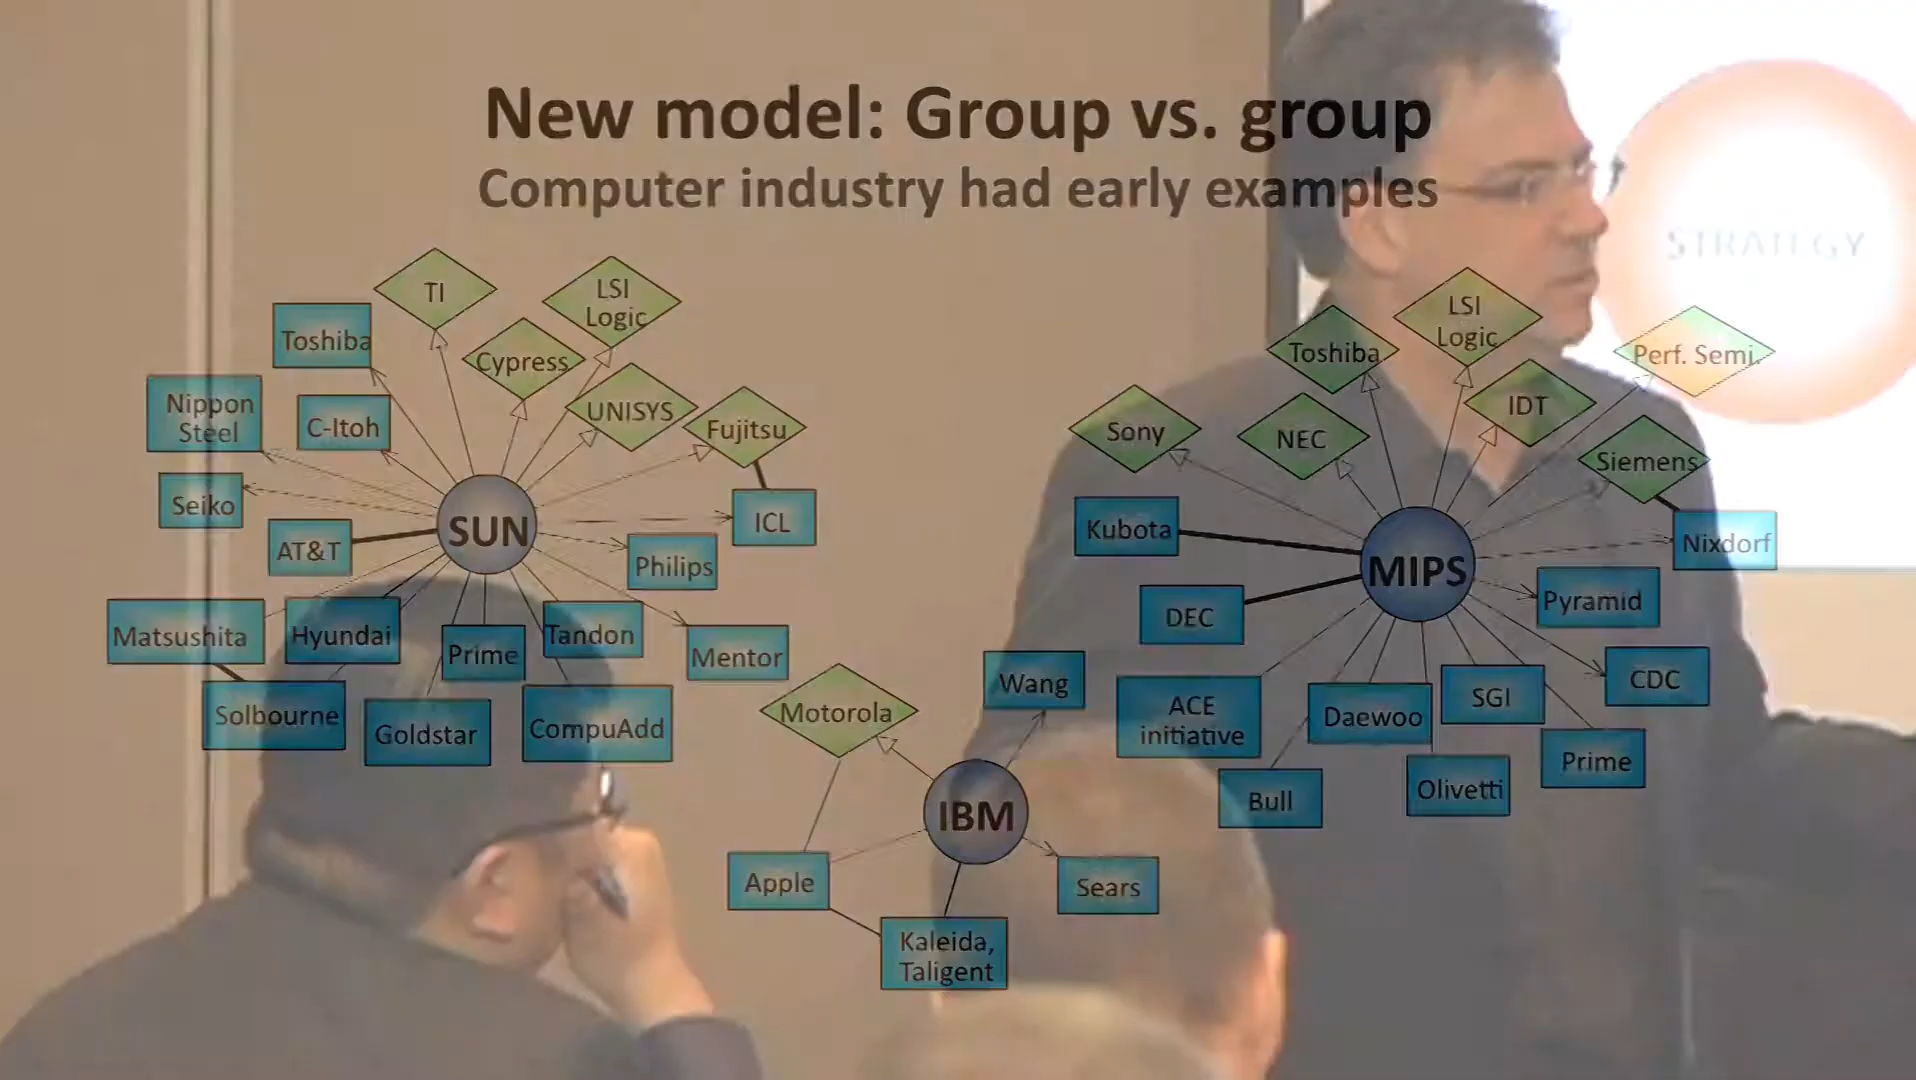 New model: Group vs. group
Computer industry had early examples
STRATEGY
TI
LSI
Logic
Toshiba
Cypress
Nippon
Steel
C-Itoh
UNISYS
Fujitsu
Seiko
SUN
ICL
AT&T
Philips
Matsushita
Hyundai
Prime
Tandon
Mentor
Solbourne
Goldstar
CompuAdd
Motorola
Wang
IBM
Apple
Sears
Kaleida,
Taligent
LSI
Logic
Toshiba
Perf. Semi.
IDT
Sony
NEC
Siemens
Kubota
MIPS
Nixdorf
DEC
Pyramid
ACE
initiative
Daewoo
SGI
CDC
Bull
Olivetti
Prime